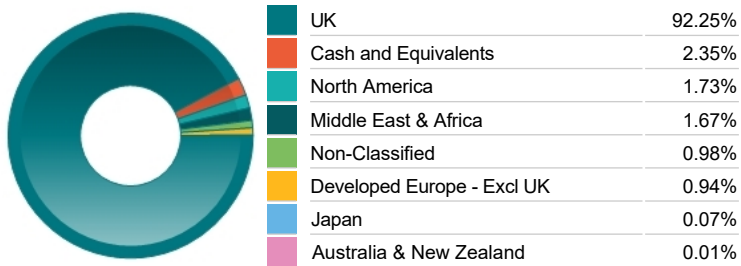 UK 92.25%
Cash and Equivalents 2.35%
North America 1.73%
Middle East & Africa 1.67%
Non-Classified 0.98%
Developed Europe - Excl UK 0.94%
Japan 0.07%
Australia & New Zealand 0.01%